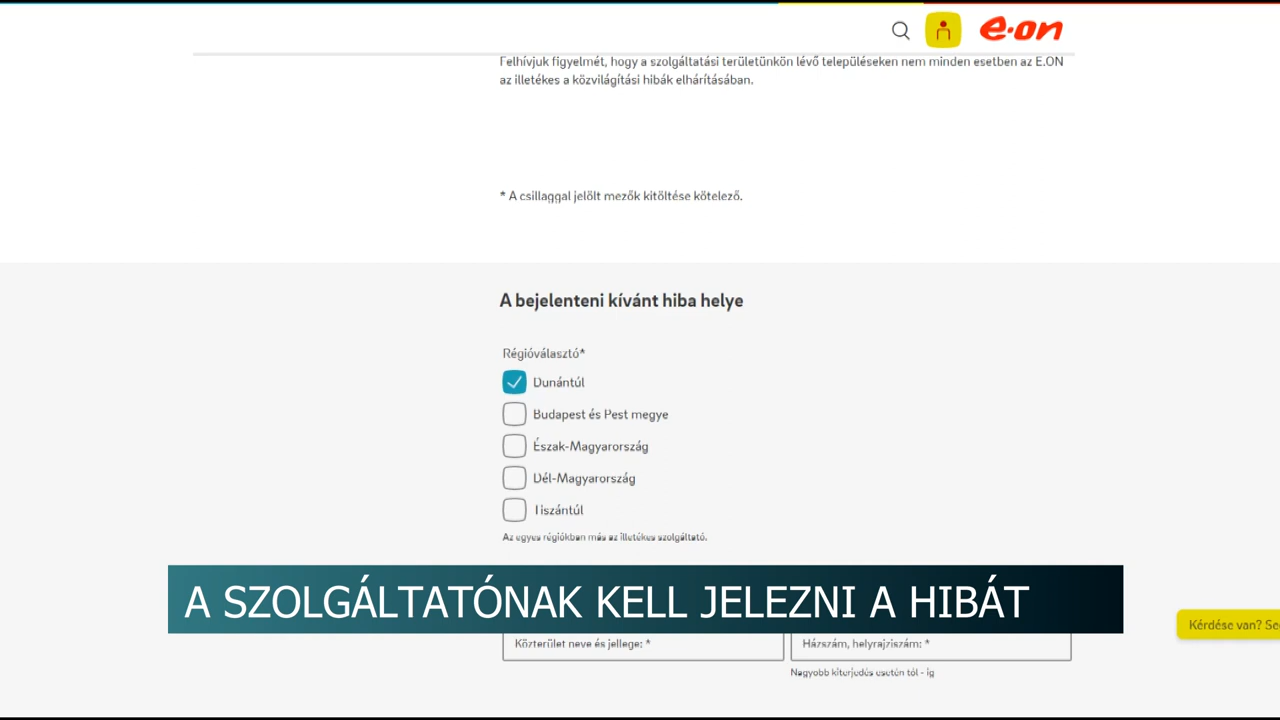 e·on
Felhívjuk figyelmét, hogy a szolgáltatási területünkön lévő településeken nem minden esetben az E.ON
az illetékes a közvilágítási hibák elhárításában.
* A csillaggal jelölt mezők kitöltése kötelező.
A bejelenteni kívánt hiba helye
Régióválasztó*
Dunántúl
Budapest és Pest megye
Észak-Magyarország
Dél-Magyarország
Tiszántúl
Az egyes régiókban más az illetékes szolgáltató.
A SZOLGÁLTATÓNAK KELL JELEZNI A HIBÁT
Kérdése van?
Közterület neve és jellege: *
Házszám, helyrajziszám: *
Nagyobb kiterjedés esetén tól - ig